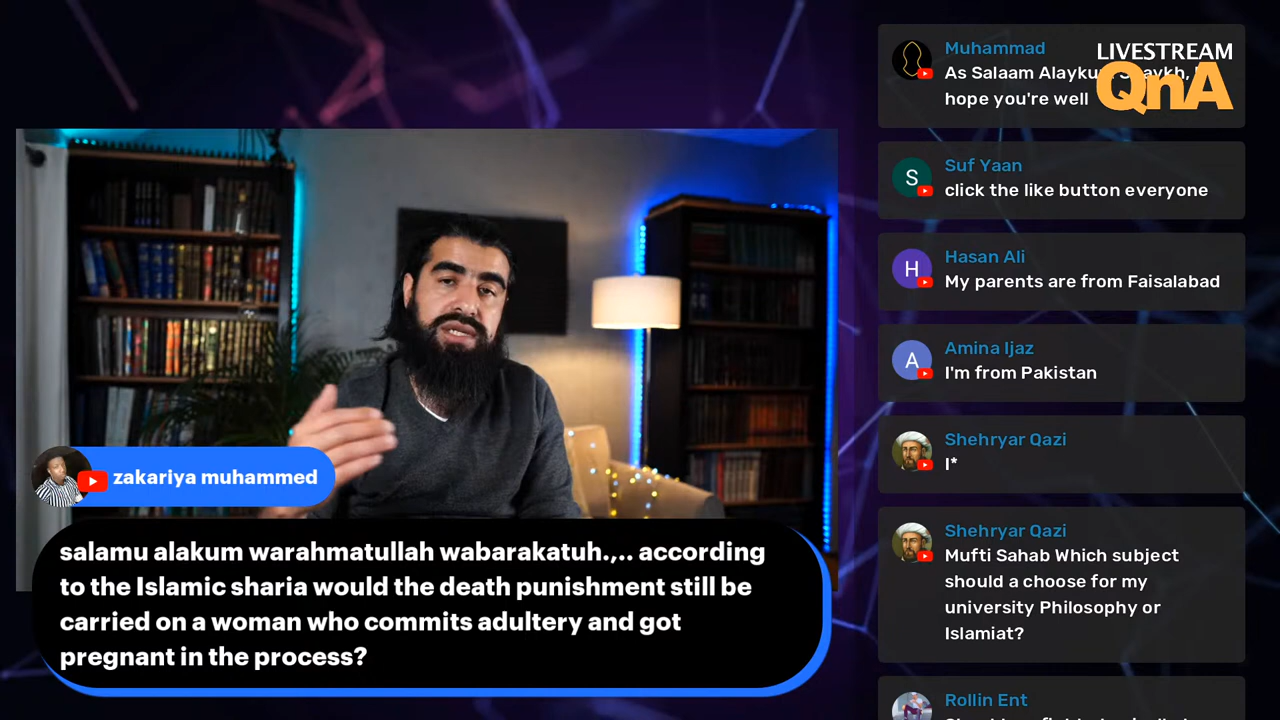 zakariya muhammed
salamu alakum warahmatullah wabarakatuh.,.. according
to the Islamic sharia would the death punishment still be
carried on a woman who commits adultery and got
pregnant in the process?
LIVESTREAM
QnA
Muhammad
As Salaam
hope you're well
S
Suf Yaan
click the like button everyone
H
Hasan Ali
My parents are from Faisalabad
A
Amina Ijaz
I'm from Pakistan
Shehryar Qazi
I*
Shehryar Qazi
Mufti Sahab Which subject
should a choose for my
university Philosophy or
Islamiat?
Rollin Ent